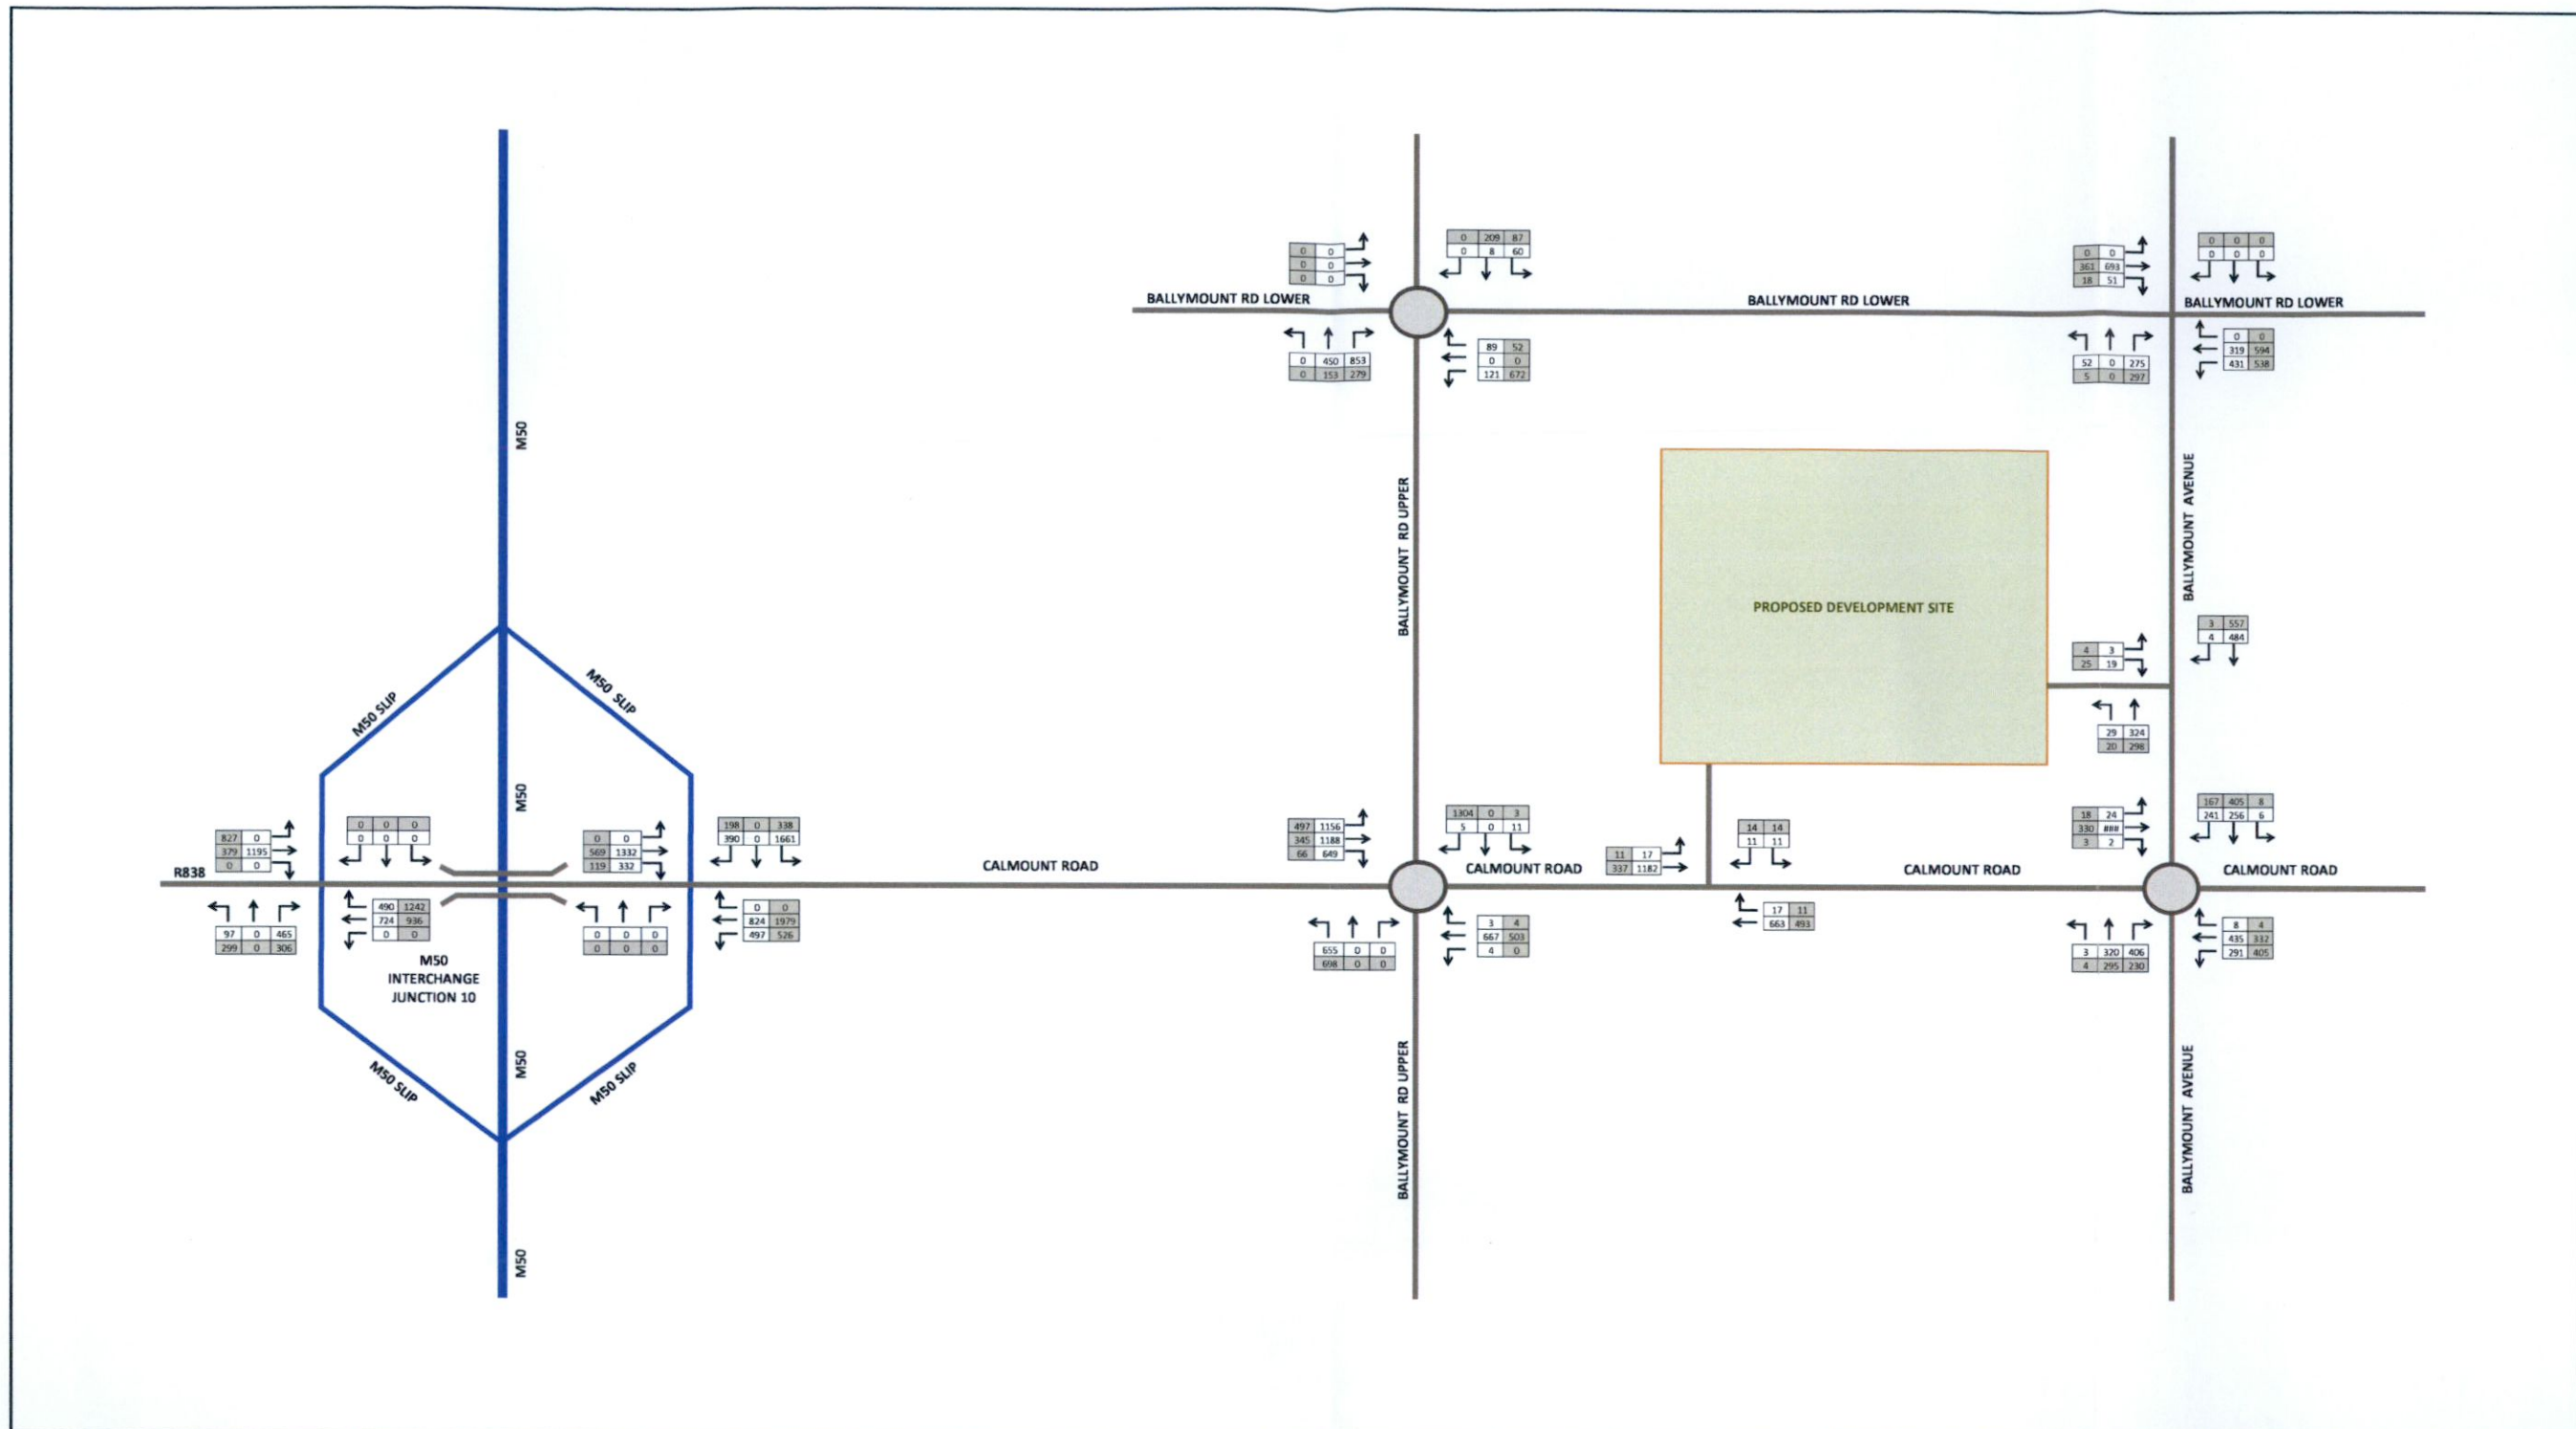 0 0
0 0
0 0
0 209 87
0 8 60
BALLYMOUNT RD LOWER
0 450 853
0 153 279
89 52
0 0
121 672
BALLYMOUNT RD LOWER
0 0
361 693
18 51
0 0 0
0 0 0
BALLYMOUNT RD LOWER
52 0 275
5 0 297
0 0
319 594
431 538
M50
BALLYMOUNT RD UPPER
PROPOSED DEVELOPMENT SITE
BALLYMOUNT AVENUE
3 557
4 484
4 3
25 19
29 324
20 298
M50 SLIP
M50 SLIP
M50
827 0
379 1195
0 0
0 0 0
0 0 0
0 0
569 1332
119 332
198 0 338
390 0 1661
R838
97 0 465
299 0 306
490 1242
724 936
0 0
0 0 0
0 0 0
0 0
824 1979
497 526
M50
INTERCHANGE
JUNCTION 10
CALMOUNT ROAD
497 1156
345 1188
66 649
1304 0 3
5 0 11
CALMOUNT ROAD
655 0 0
698 0 0
3 4
667 503
4 0
11 17
337 1182
14 14
11 11
17 11
663 493
CALMOUNT ROAD
18 24
330 ###
3 2
167 405 8
241 256 6
CALMOUNT ROAD
3 320 406
4 295 230
8 4
435 332
291 405
M50 SLIP
M50
M50 SLIP
BALLYMOUNT RD UPPER
BALLYMOUNT AVENUE
M50